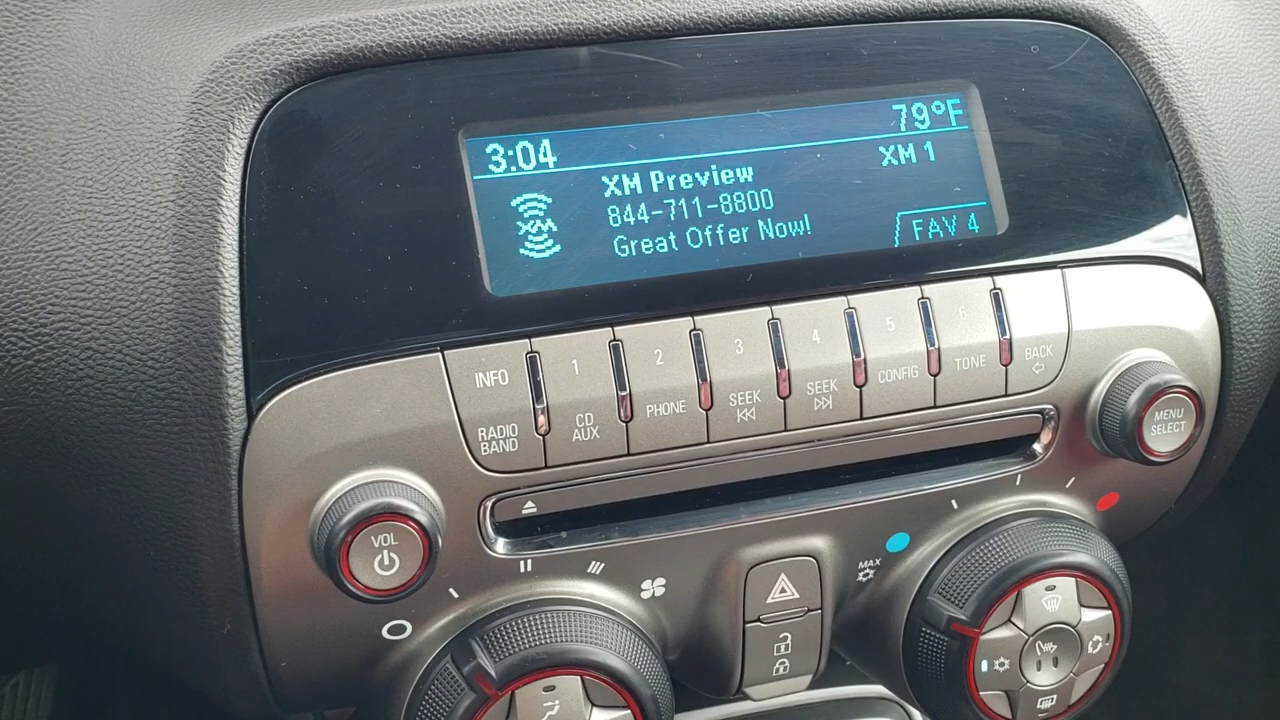 3:04
79°F
XM 1
XM Preview
844-711-8800
XM
Great Offer Now!
FAV 4
INFO
RADIO
BAND
1
CD
AUX
2
PHONE
3
SEEK
4
SEEK
5
CONFIG
6
TONE
BACK
MENU
SELECT
VOL
MAX